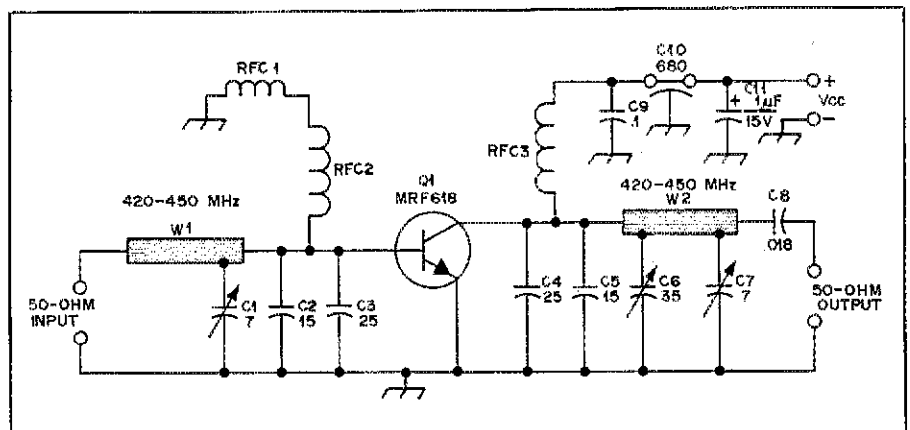 RFC1
RFC2
RFC3
C10
680
C9
.1
C11
+ 1µF
15V
+
Vcc
−
Q1
MRF618
420-450 MHz
W1
420-450 MHz
W2
C8
.018
50-OHM
INPUT
C1
7
C2
15
C3
25
C4
25
C5
15
C6
35
C7
7
50-OHM
OUTPUT